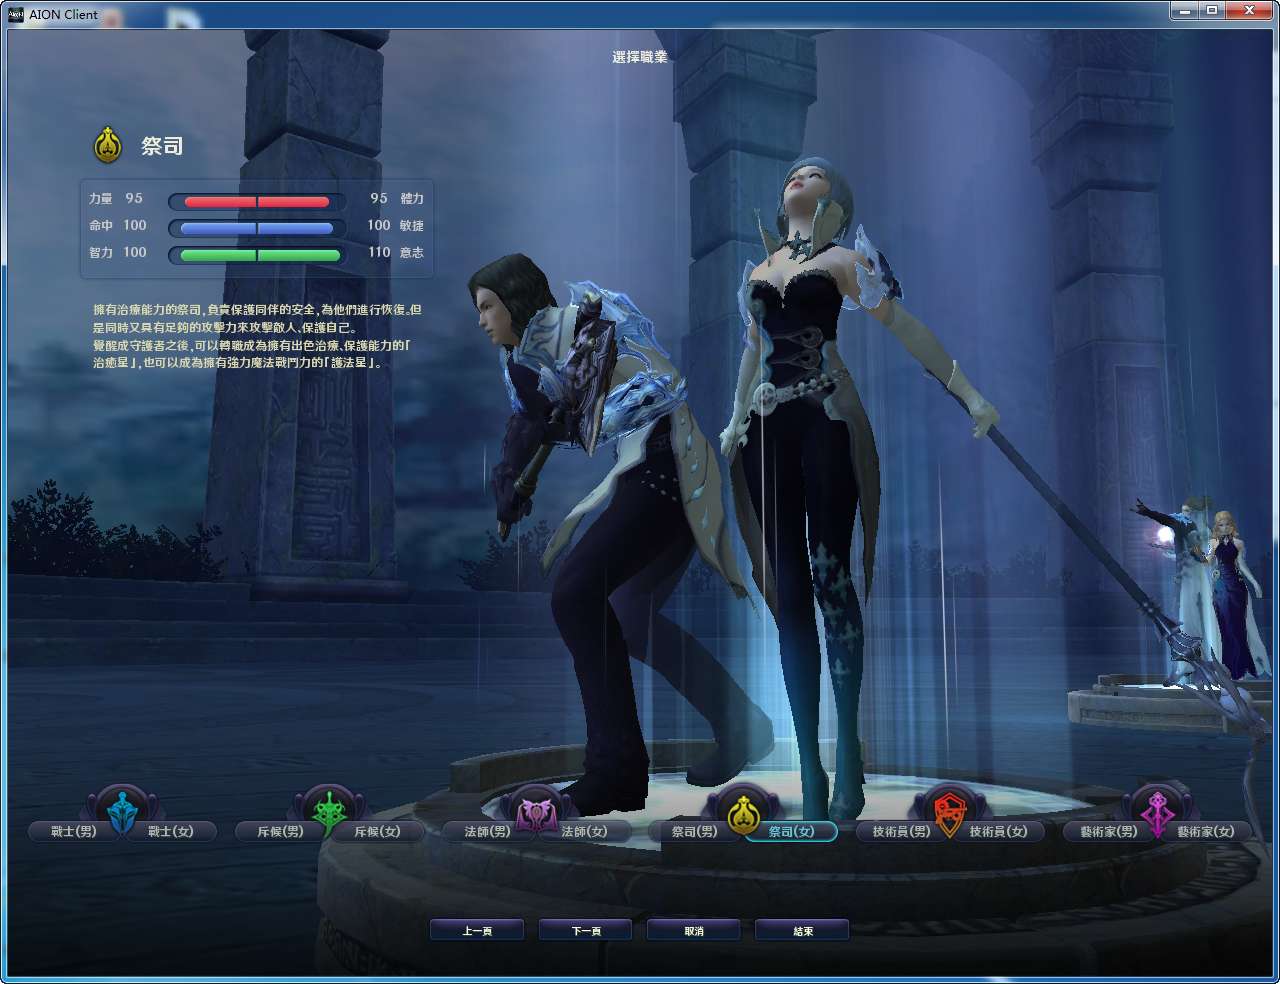 AION Client
選擇職業
祭司
力量 95 95 體力
命中 100 100 敏捷
智力 100 110 意志
擁有治療能力的祭司,負責保護同伴的安全,為他們進行恢復。但
是同時又具有足夠的攻擊力來攻擊敵人、保護自己。
覺醒成守護者之後,可以轉職成為擁有出色治療、保護能力的「
治癒星」,也可以成為擁有強力魔法戰鬥力的「護法星」。
戰士(男) 戰士(女) 斥候(男) 斥候(女) 法師(男) 法師(女) 祭司(男) 祭司(女) 技術員(男) 技術員(女) 藝術家(男) 藝術家(女)
上一頁 下一頁 取消 結束